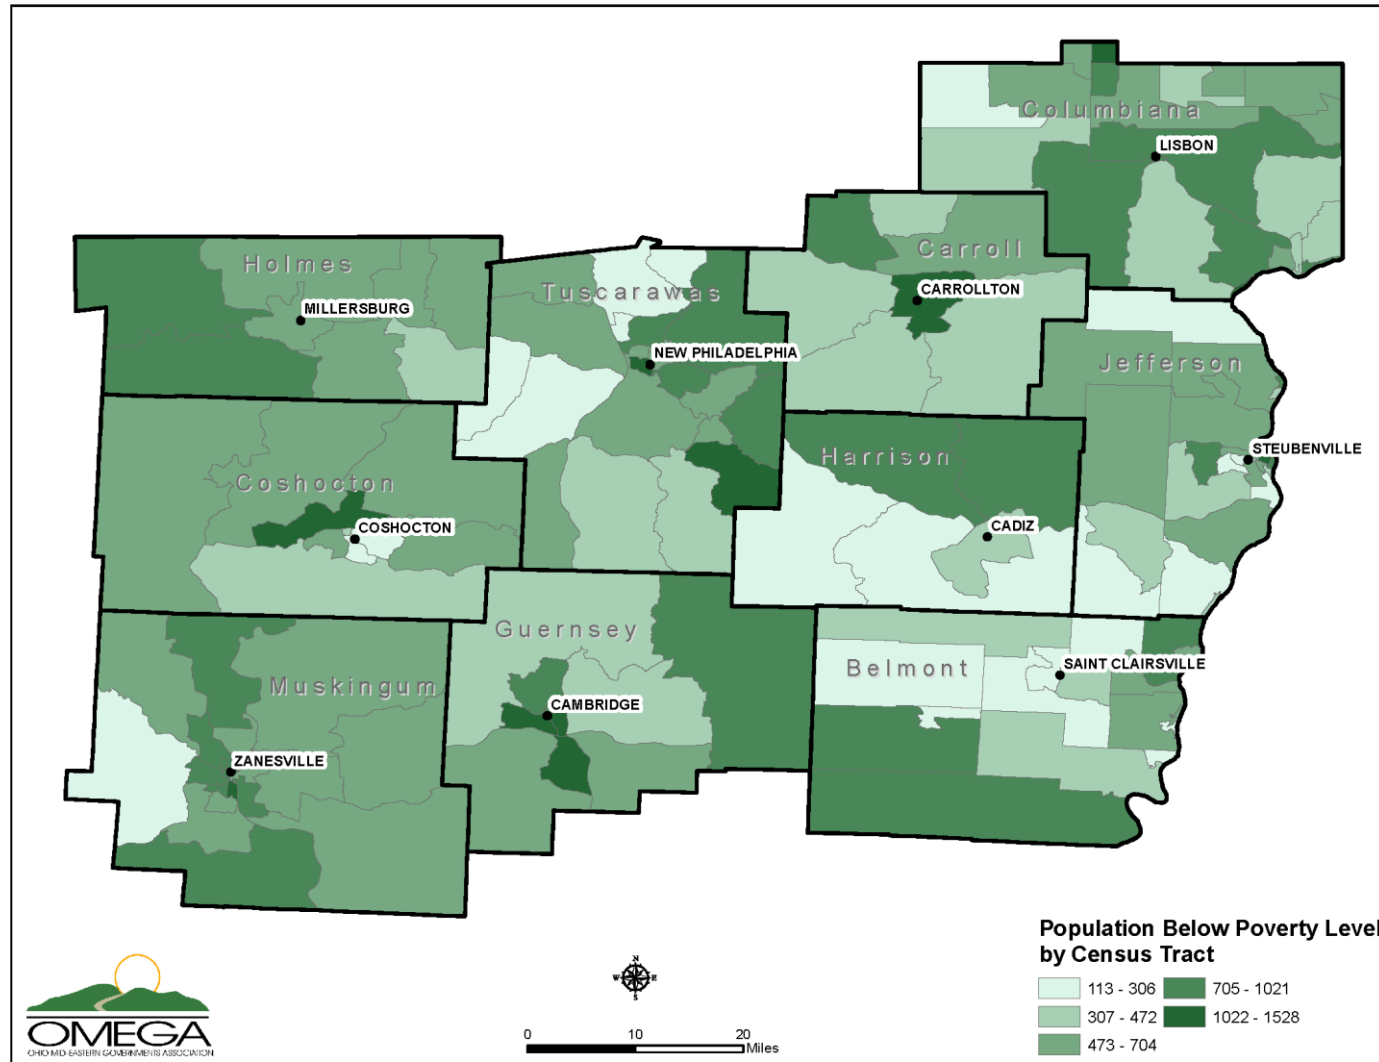 Columbiana
LISBON
Carroll
CARROLLTON
Holmes
MILLERSBURG
Tuscarawas
NEW PHILADELPHIA
Jefferson
STEUBENVILLE
Harrison
CADIZ
Coshocton
COSHOCTON
Guernsey
CAMBRIDGE
Belmont
SAINT CLAIRSVILLE
Muskingum
ZANESVILLE
Population Below Poverty Level
by Census Tract
113 - 306 705 - 1021
307 - 472 1022 - 1528
473 - 704
N
W E
S
0 10 20
Miles
OMEGA
OHIO MID-EASTERN GOVERNMENTS ASSOCIATION